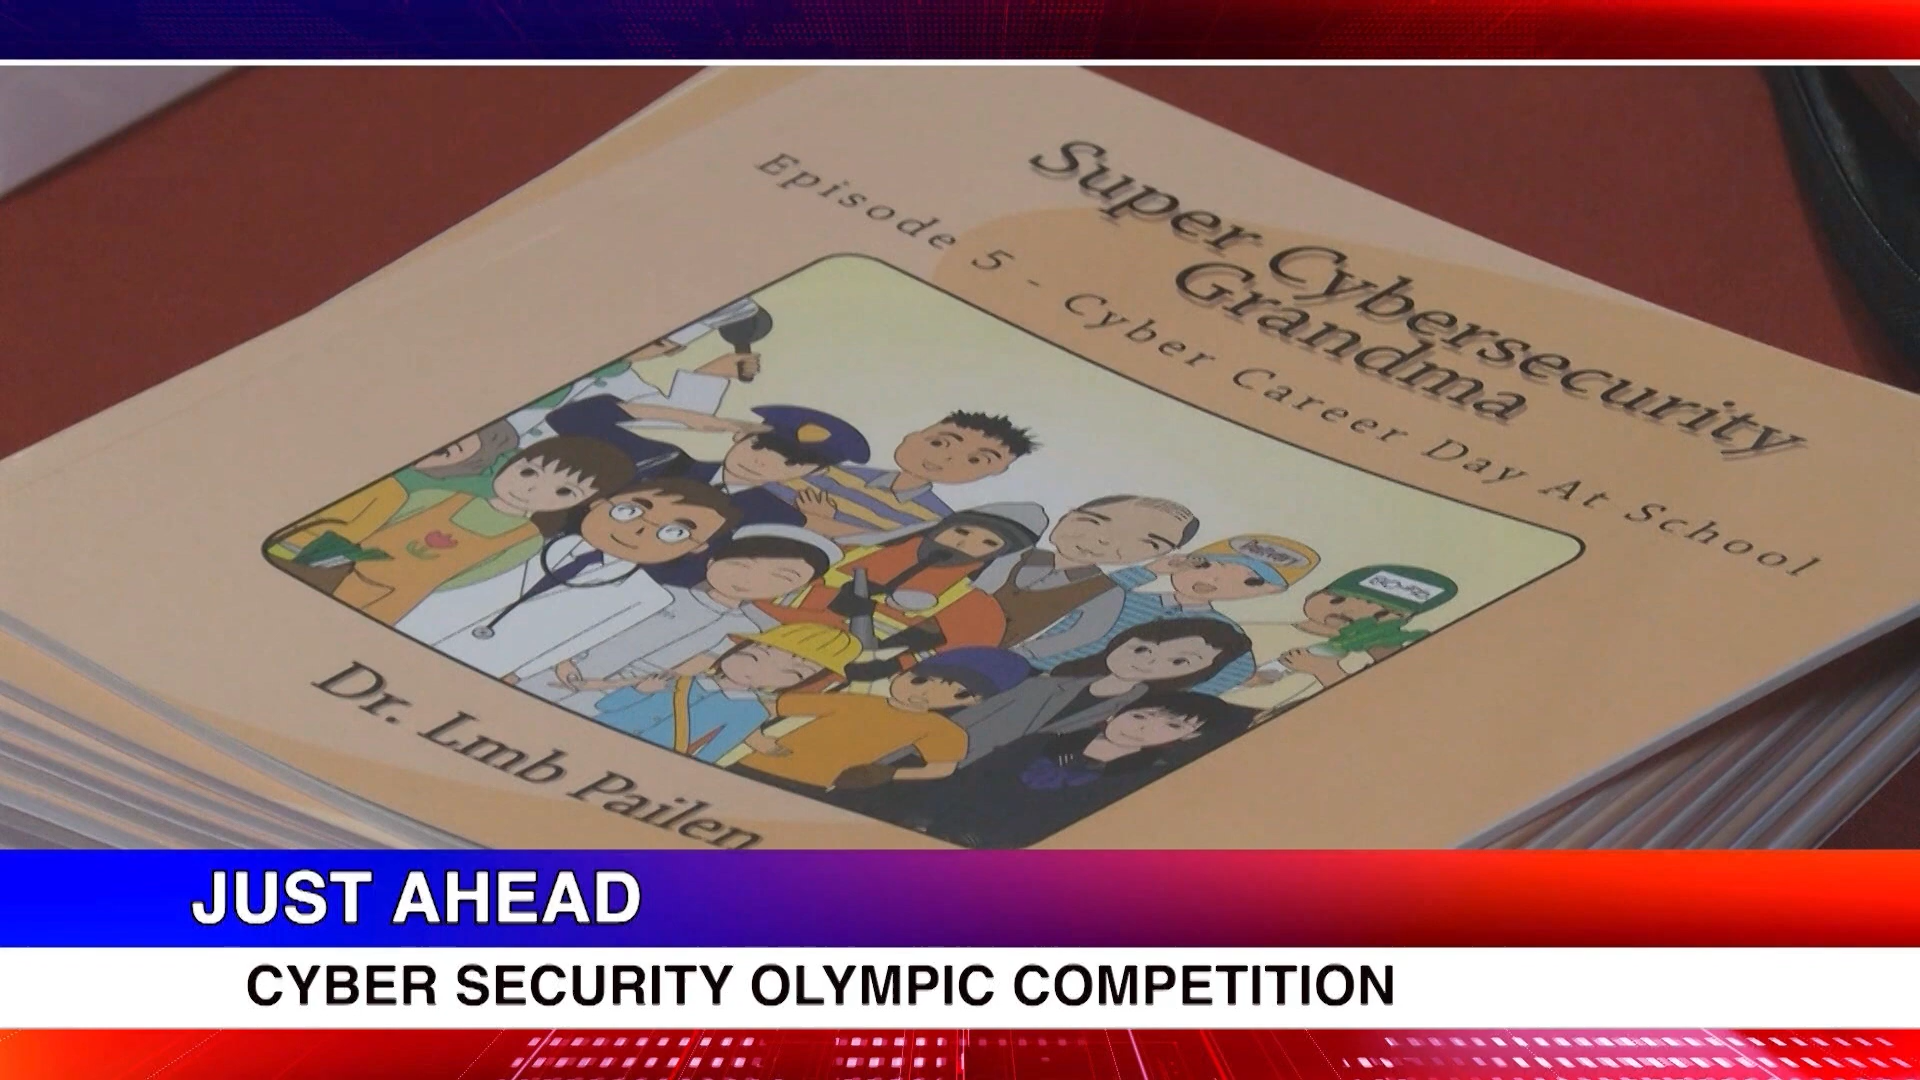 Super Cybersecurity
Grandma
Episode 5 - Cyber Career Day At School
Dr. Lmb Pailen
JUST AHEAD
CYBER SECURITY OLYMPIC COMPETITION